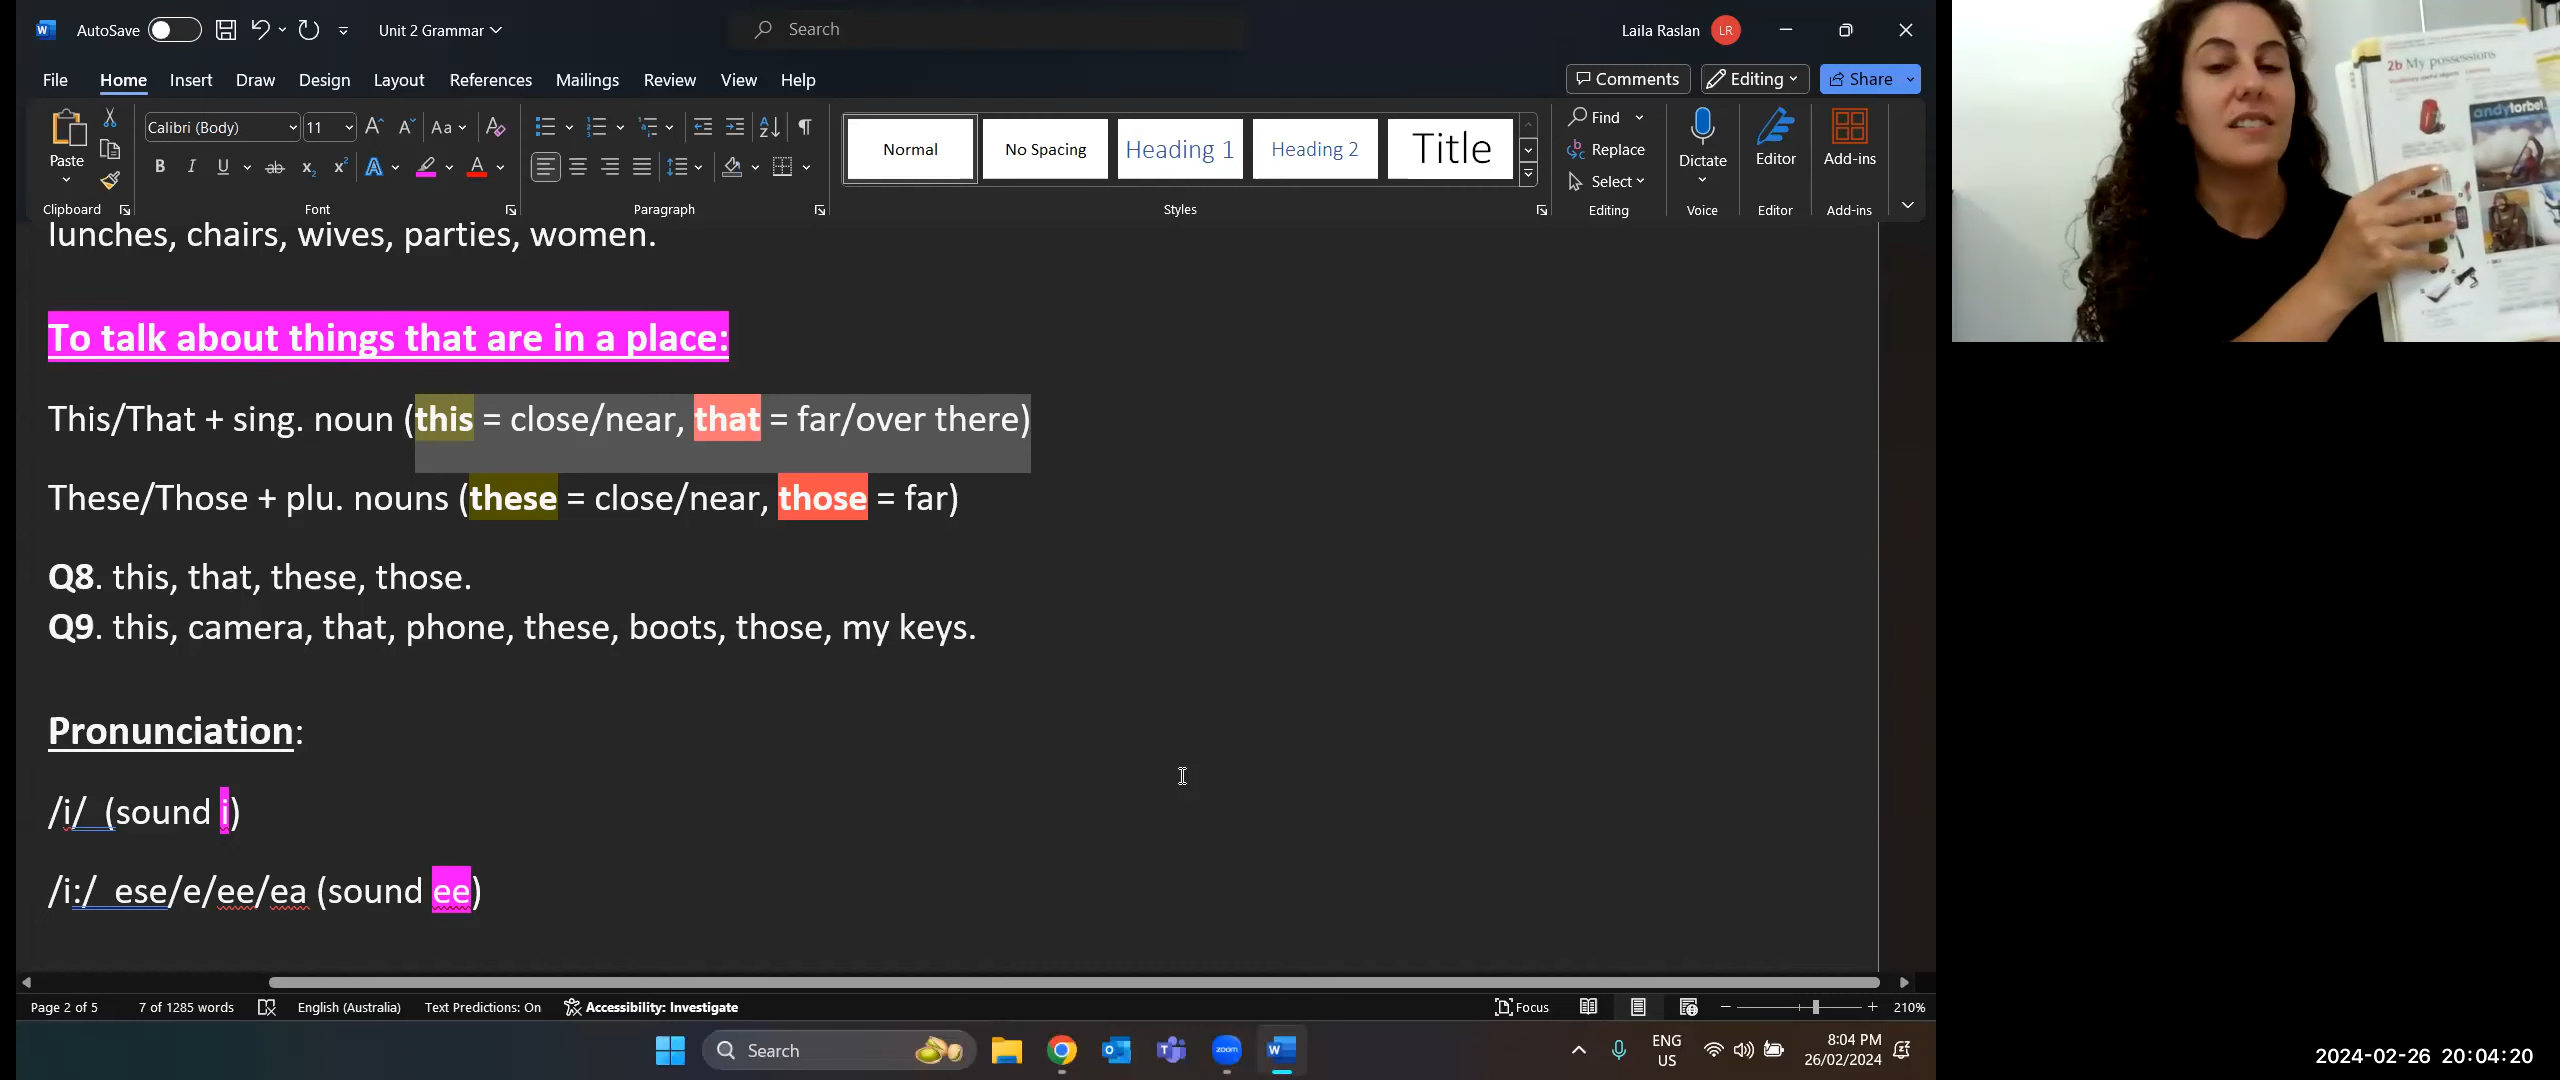 AutoSave
Unit 2 Grammar
Search
Laila Raslan
LR
File Home Insert Draw Design Layout References Mailings Review View Help
Comments
Editing
Share
Paste
Calibri (Body)
11
Normal
No Spacing
Heading 1
Heading 2
Title
Find
Replace
Select
Dictate
Editor
Add-ins
Clipboard
Font
Paragraph
Styles
Editing
Voice
Editor
Add-ins
lunches, chairs, wives, parties, women.
To talk about things that are in a place:
This/That + sing. noun (this = close/near, that = far/over there)
These/Those + plu. nouns (these = close/near, those = far)
Q8. this, that, these, those.
Q9. this, camera, that, phone, these, boots, those, my keys.
Pronunciation:
/i/ (sound i)
/i:/ ese/e/ee/ea (sound ee)
Page 2 of 5
7 of 1285 words
English (Australia)
Text Predictions: On
Accessibility: Investigate
Focus
210%
Search
zoom
ENG
US
8:04 PM
26/02/2024
2b My possessions
andytorbet
2024-02-26 20:04:20